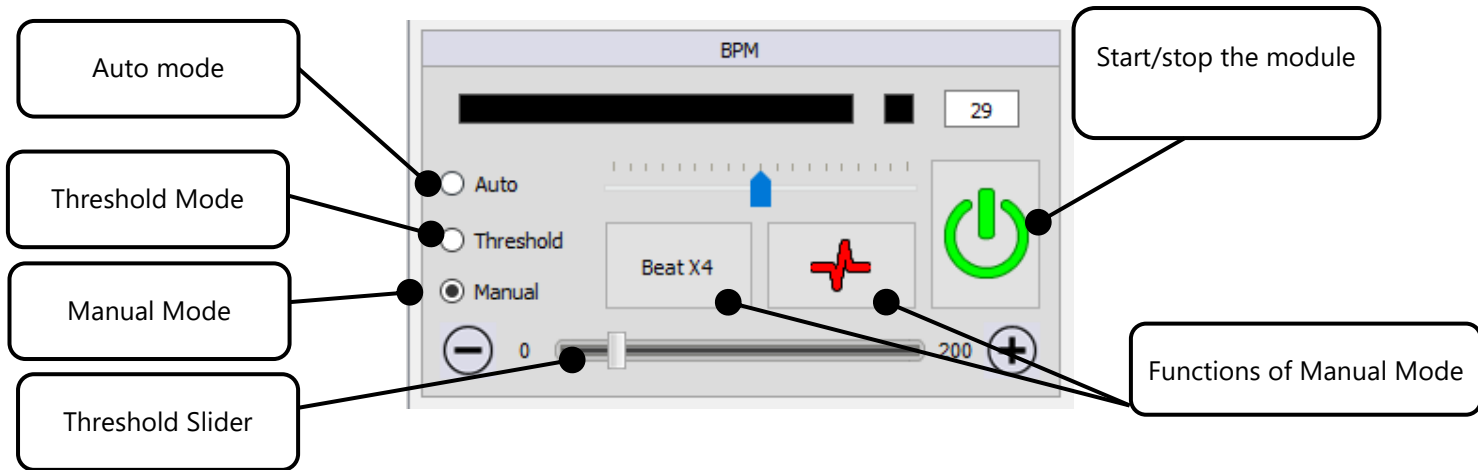 BPM
Start/stop the module
Auto mode
29
Auto
Threshold Mode
Threshold
Beat X4
Manual
Manual Mode
0
200
Functions of Manual Mode
Threshold Slider